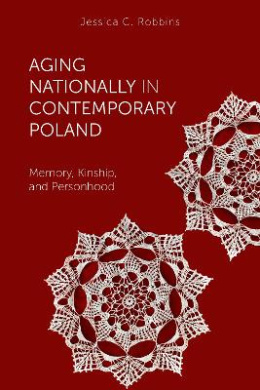 Jessica C. Robbins
AGING
NATIONALLY IN
CONTEMPORARY
POLAND
Memory, Kinship,
and Personhood